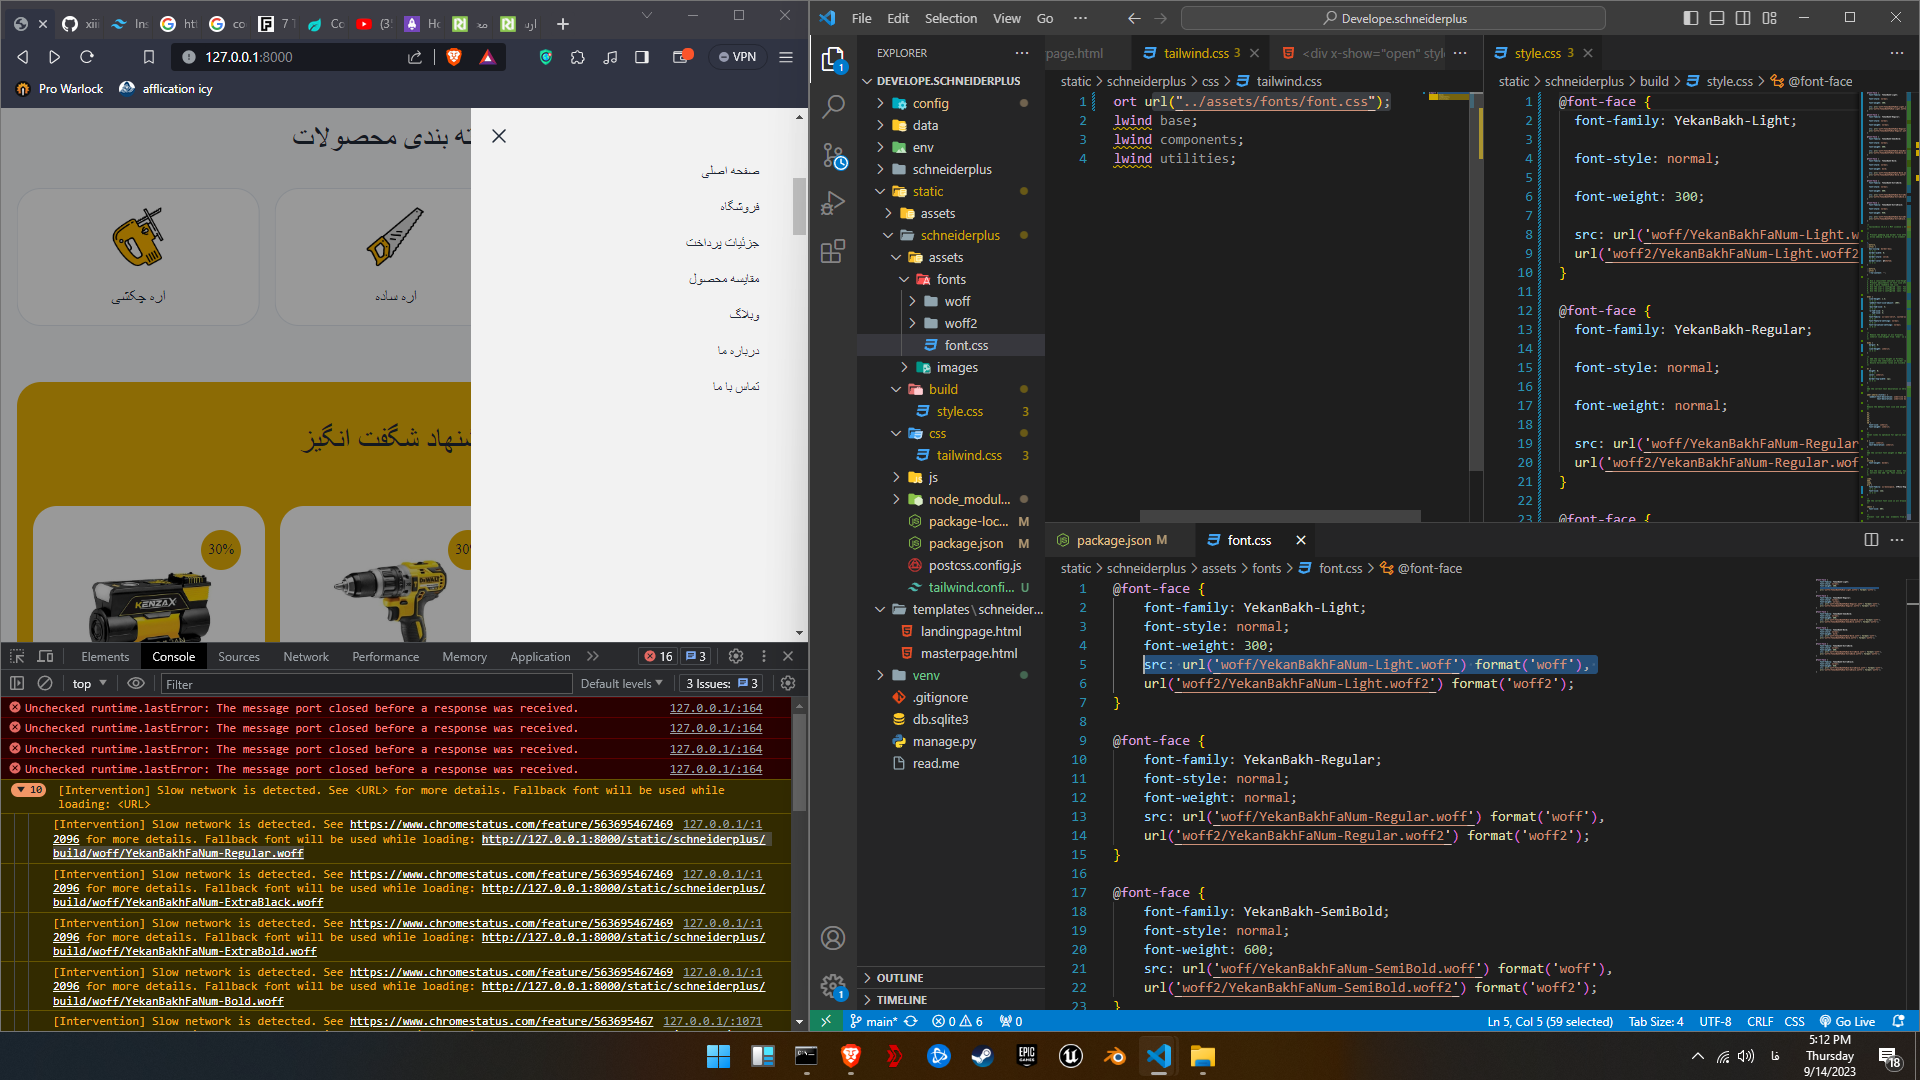 xii
Ins
htt
co
7 T
Co
(3
Ho
مد
ارد
127.0.0.1:8000
VPN
Pro Warlock
afflication icy
ته بندی محصولات
اره چکشی
اره ساده
شنهاد شگفت انگیز
30%
30
KENZAX
صفحه اصلی
فروشگاه
جزئیات پرداخت
مقایسه محصول
وبلاگ
درباره ما
تماس با ما
Elements
Console
Sources
Network
Performance
Memory
Application
16
3
top
Filter
Default levels
3 Issues:
3
Unchecked runtime.lastError: The message port closed before a response was received.
127.0.0.1/:164
Unchecked runtime.lastError: The message port closed before a response was received.
127.0.0.1/:164
Unchecked runtime.lastError: The message port closed before a response was received.
127.0.0.1/:164
Unchecked runtime.lastError: The message port closed before a response was received.
127.0.0.1/:164
10
[Intervention] Slow network is detected. See <URL> for more details. Fallback font will be used while
loading: <URL>
[Intervention] Slow network is detected. See https://www.chromestatus.com/feature/563695467469 127.0.0.1/:1
2096 for more details. Fallback font will be used while loading: http://127.0.0.1:8000/static/schneiderplus/
build/woff/YekanBakhFaNum-Regular.woff
[Intervention] Slow network is detected. See https://www.chromestatus.com/feature/563695467469 127.0.0.1/:1
2096 for more details. Fallback font will be used while loading: http://127.0.0.1:8000/static/schneiderplus/
build/woff/YekanBakhFaNum-ExtraBlack.woff
[Intervention] Slow network is detected. See https://www.chromestatus.com/feature/563695467469 127.0.0.1/:1
2096 for more details. Fallback font will be used while loading: http://127.0.0.1:8000/static/schneiderplus/
build/woff/YekanBakhFaNum-ExtraBold.woff
[Intervention] Slow network is detected. See https://www.chromestatus.com/feature/563695467469 127.0.0.1/:1
2096 for more details. Fallback font will be used while loading: http://127.0.0.1:8000/static/schneiderplus/
build/woff/YekanBakhFaNum-Bold.woff
[Intervention] Slow network is detected. See https://www.chromestatus.com/feature/563695467 127.0.0.1/:1071
File Edit Selection View Go ···
Develope.schneiderplus
EXPLORER
DEVELOPE.SCHNEIDERPLUS
config
data
env
schneiderplus
static
assets
schneiderplus
assets
fonts
woff
woff2
font.css
images
build
style.css 3
css
tailwind.css 3
js
node_modul...
package-loc... M
package.json M
postcss.config.js
tailwind.confi... U
templates\schneider...
landingpage.html
masterpage.html
venv
.gitignore
db.sqlite3
manage.py
read.me
OUTLINE
TIMELINE
page.html
tailwind.css 3
<div x-show="open" styl
static > schneiderplus > css > tailwind.css
1 ort url("../assets/fonts/font.css");
2 lwind base;
3 lwind components;
4 lwind utilities;
style.css 3
static > schneiderplus > build > style.css > @font-face
1 @font-face {
2 font-family: YekanBakh-Light;
3
4 font-style: normal;
5
6 font-weight: 300;
7
8 src: url('woff/YekanBakhFaNum-Light.w
9 url('woff2/YekanBakhFaNum-Light.woff2
10 }
11
12 @font-face {
13 font-family: YekanBakh-Regular;
14
15 font-style: normal;
16
17 font-weight: normal;
18
19 src: url('woff/YekanBakhFaNum-Regular
20 url('woff2/YekanBakhFaNum-Regular.wof
21 }
22
23 @font-face {
package.json M
font.css
static > schneiderplus > assets > fonts > font.css > @font-face
1 @font-face {
2 font-family: YekanBakh-Light;
3 font-style: normal;
4 font-weight: 300;
5 src: url('woff/YekanBakhFaNum-Light.woff') format('woff'),
6 url('woff2/YekanBakhFaNum-Light.woff2') format('woff2');
7 }
8
9 @font-face {
10 font-family: YekanBakh-Regular;
11 font-style: normal;
12 font-weight: normal;
13 src: url('woff/YekanBakhFaNum-Regular.woff') format('woff'),
14 url('woff2/YekanBakhFaNum-Regular.woff2') format('woff2');
15 }
16
17 @font-face {
18 font-family: YekanBakh-SemiBold;
19 font-style: normal;
20 font-weight: 600;
21 src: url('woff/YekanBakhFaNum-SemiBold.woff') format('woff'),
22 url('woff2/YekanBakhFaNum-SemiBold.woff2') format('woff2');
23 }
main* 0 6 0
Ln 5, Col 5 (59 selected) Tab Size: 4 UTF-8 CRLF CSS Go Live
EPIC GAMES
فا
5:12 PM
Thursday
9/14/2023
18